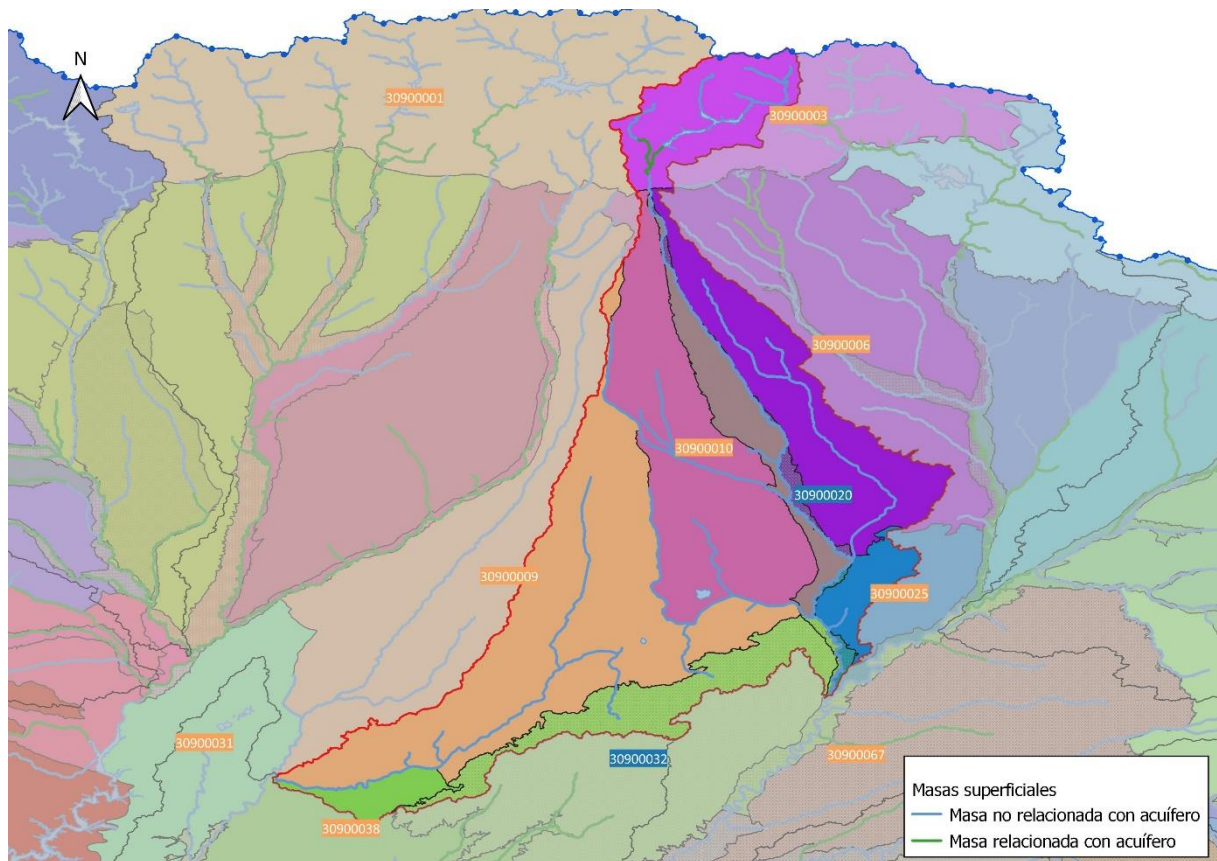 N
30900001
30900003
30900006
30900010
30900020
30900009
30900025
30900031
30900032
30900067
30900038
Masas superficiales
Masa no relacionada con acuífero
Masa relacionada con acuífero